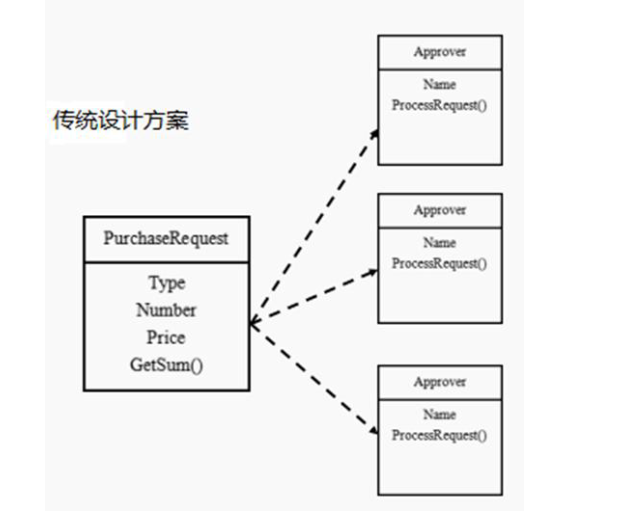 传统设计方案
PurchaseRequest
Type
Number
Price
GetSum()
Approver
Name
ProcessRequest()
Approver
Name
ProcessRequest()
Approver
Name
ProcessRequest()